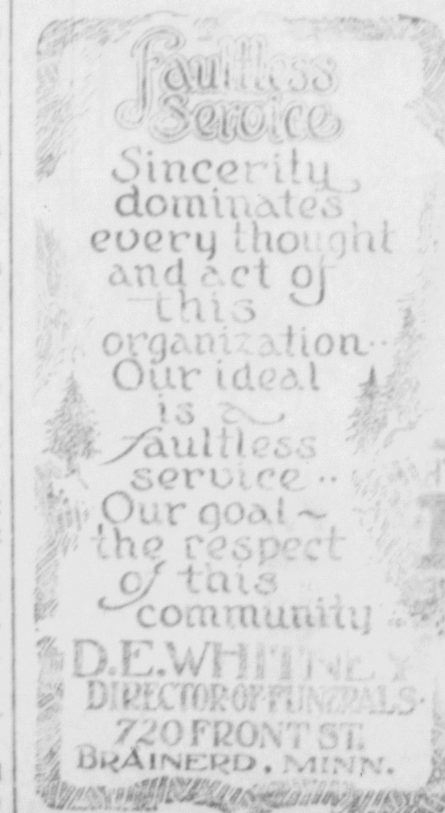 Faultless
Service
Sincerity
dominates
every thought
and act of
this
organization..
Our ideal
is a
faultless
service..
Our goal~
the respect
of this
community
D.E. WHITNEY
DIRECTOR OF FUNERALS.
720 FRONT ST.
BRAINERD, MINN.